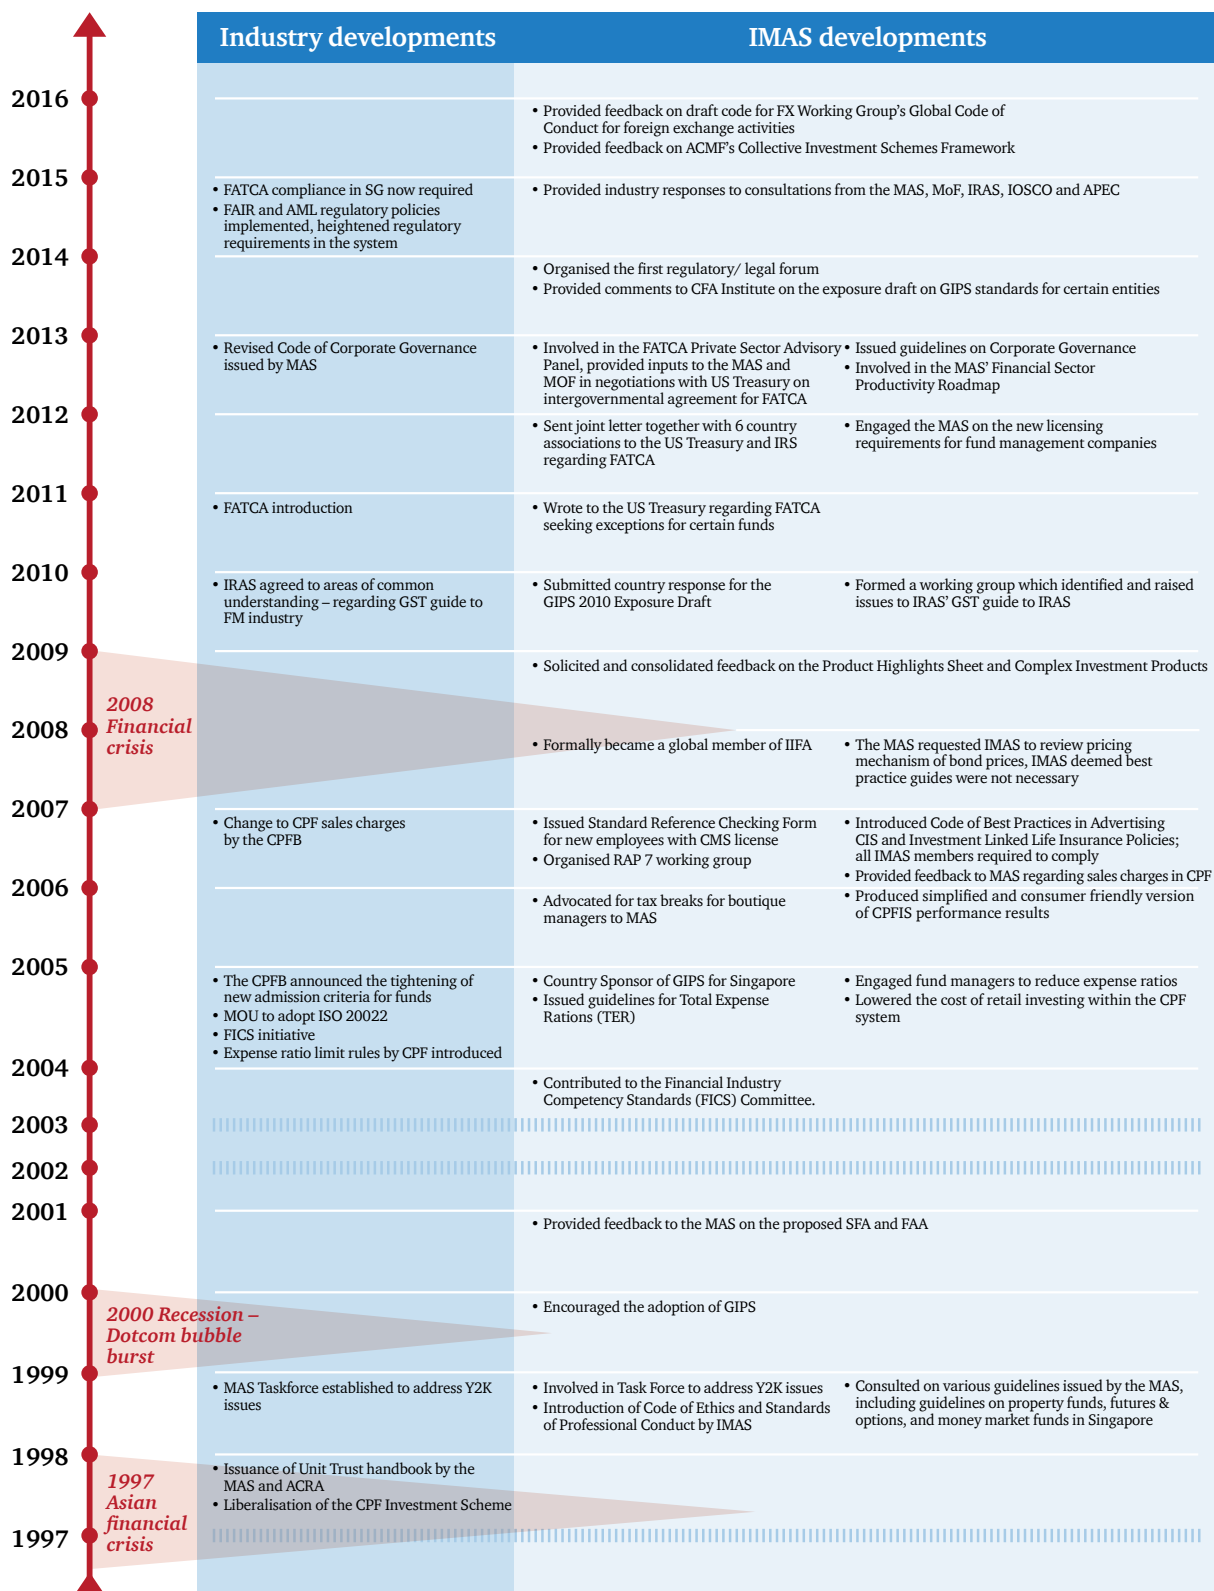 Industry developments
IMAS developments
2016
• Provided feedback on draft code for FX Working Group's Global Code of
Conduct for foreign exchange activities
• Provided feedback on ACMF's Collective Investment Schemes Framework
2015
• FATCA compliance in SG now required
• FAIR and AML regulatory policies
implemented, heightened regulatory
requirements in the system
• Provided industry responses to consultations from the MAS, MoF, IRAS, IOSCO and APEC
2014
• Organised the first regulatory/ legal forum
• Provided comments to CFA Institute on the exposure draft on GIPS standards for certain entities
2013
• Revised Code of Corporate Governance
issued by MAS
• Involved in the FATCA Private Sector Advisory
Panel, provided inputs to the MAS and
MOF in negotiations with US Treasury on
intergovernmental agreement for FATCA
• Issued guidelines on Corporate Governance
• Involved in the MAS' Financial Sector
Productivity Roadmap
2012
• Sent joint letter together with 6 country
associations to the US Treasury and IRS
regarding FATCA
• Engaged the MAS on the new licensing
requirements for fund management companies
2011
• FATCA introduction
• Wrote to the US Treasury regarding FATCA
seeking exceptions for certain funds
2010
• IRAS agreed to areas of common
understanding – regarding GST guide to
FM industry
• Submitted country response for the
GIPS 2010 Exposure Draft
• Formed a working group which identified and raised
issues to IRAS' GST guide to IRAS
2009
• Solicited and consolidated feedback on the Product Highlights Sheet and Complex Investment Products
2008
Financial
crisis
2008
• Formally became a global member of IIFA
• The MAS requested IMAS to review pricing
mechanism of bond prices, IMAS deemed best
practice guides were not necessary
2007
• Change to CPF sales charges
by the CPFB
• Issued Standard Reference Checking Form
for new employees with CMS license
• Organised RAP 7 working group
• Introduced Code of Best Practices in Advertising
CIS and Investment Linked Life Insurance Policies;
all IMAS members required to comply
• Provided feedback to MAS regarding sales charges in CPF
• Produced simplified and consumer friendly version
of CPFIS performance results
2006
• Advocated for tax breaks for boutique
managers to MAS
2005
• The CPFB announced the tightening of
new admission criteria for funds
• MOU to adopt ISO 20022
• FICS initiative
• Expense ratio limit rules by CPF introduced
• Country Sponsor of GIPS for Singapore
• Issued guidelines for Total Expense
Rations (TER)
• Engaged fund managers to reduce expense ratios
• Lowered the cost of retail investing within the CPF
system
2004
• Contributed to the Financial Industry
Competency Standards (FICS) Committee.
2003
2002
2001
• Provided feedback to the MAS on the proposed SFA and FAA
2000
2000 Recession –
Dotcom bubble
burst
• Encouraged the adoption of GIPS
1999
• MAS Taskforce established to address Y2K
issues
• Involved in Task Force to address Y2K issues
• Introduction of Code of Ethics and Standards
of Professional Conduct by IMAS
• Consulted on various guidelines issued by the MAS,
including guidelines on property funds, futures &
options, and money market funds in Singapore
1998
1997
Asian
financial
crisis
• Issuance of Unit Trust handbook by the
MAS and ACRA
• Liberalisation of the CPF Investment Scheme
1997